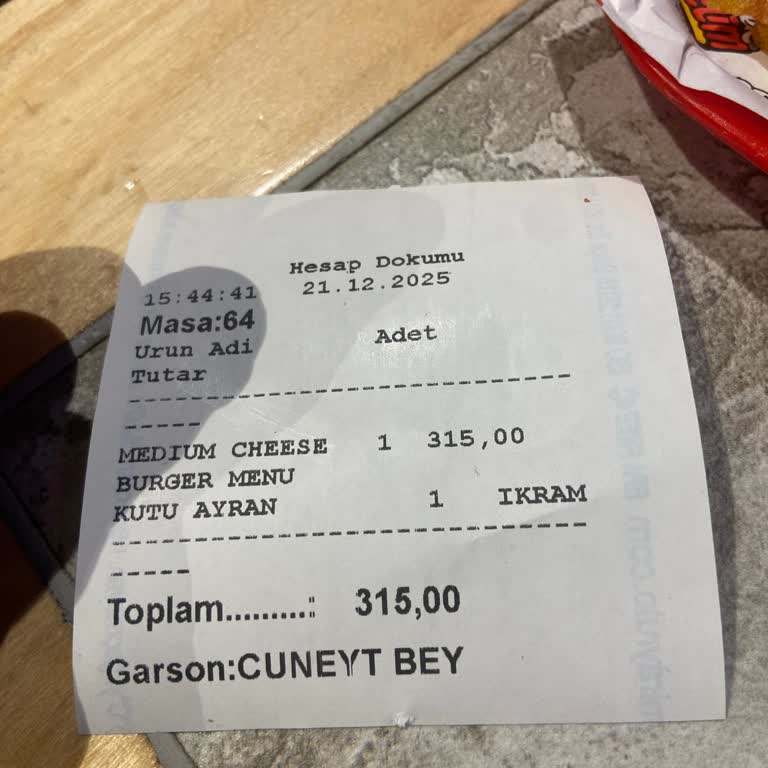 Hesap Dokumu
15:44:41 21.12.2025
Masa:64
Urun Adi Adet
Tutar
-----------------------------------
-----
MEDIUM CHEESE 1 315,00
BURGER MENU
KUTU AYRAN 1 IKRAM
-----------------------------------
-----
Toplam.........: 315,00
Garson:CUNEYT BEY